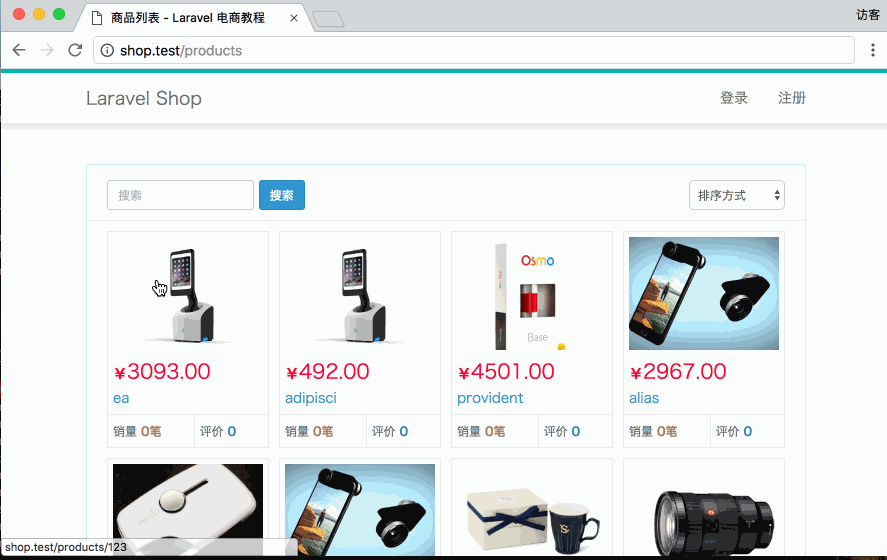 商品列表 - Laravel 电商教程
访客
shop.test/products
Laravel Shop
登录 注册
搜索 搜索 排序方式
Osmo
Base
¥3093.00 ¥492.00 ¥4501.00 ¥2967.00
ea adipisci provident alias
销量 0笔 评价 0 销量 0笔 评价 0 销量 0笔 评价 0 销量 0笔 评价 0
S
shop.test/products/123